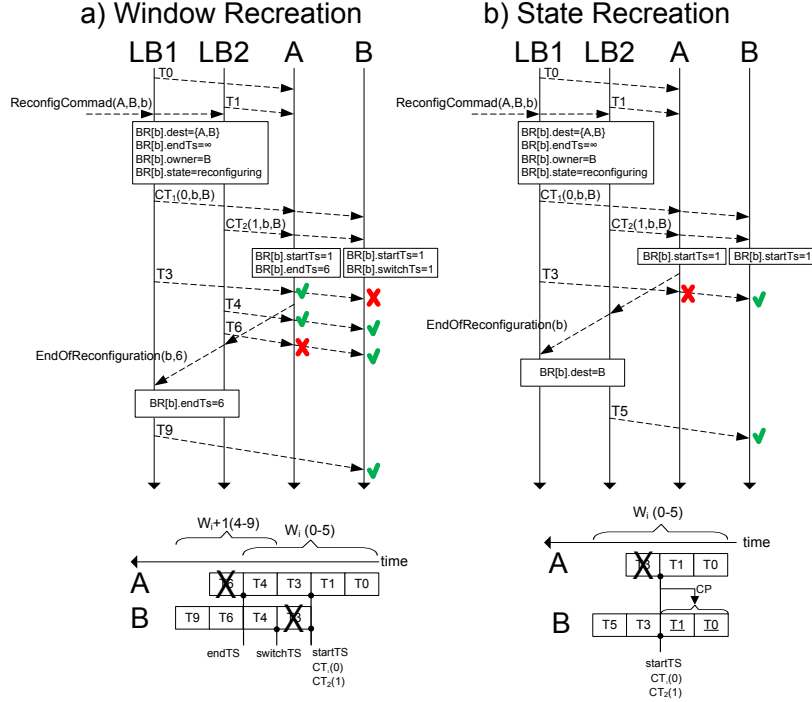 a) Window Recreation
LB1 LB2 A B
T0
ReconfigCommad(A,B,b)
T1
BR[b].dest={A,B}
BR[b].endTs=∞
BR[b].owner=B
BR[b].state=reconfiguring
CT1(0,b,B)
CT2(1,b,B)
BR[b].startTs=1
BR[b].endTs=6
BR[b].startTs=1
BR[b].switchTs=1
T3
T4
T6
EndOfReconfiguration(b,6)
BR[b].endTs=6
T9
Wi+1(4-9)
Wi (0-5)
time
A T6 T4 T3 T1 T0
B T9 T6 T4 T3
endTS switchTS startTS
CT,(0)
CT2(1)
b) State Recreation
LB1 LB2 A B
T0
ReconfigCommad(A,B,b)
T1
BR[b].dest={A,B}
BR[b].endTs=∞
BR[b].owner=B
BR[b].state=reconfiguring
CT1(0,b,B)
CT2(1,b,B)
BR[b].startTs=1
BR[b].startTs=1
T3
EndOfReconfiguration(b)
BR[b].dest=B
T5
Wi (0-5)
time
A T3 T1 T0
CP
B T5 T3 T1 T0
startTS
CT,(0)
CT2(1)